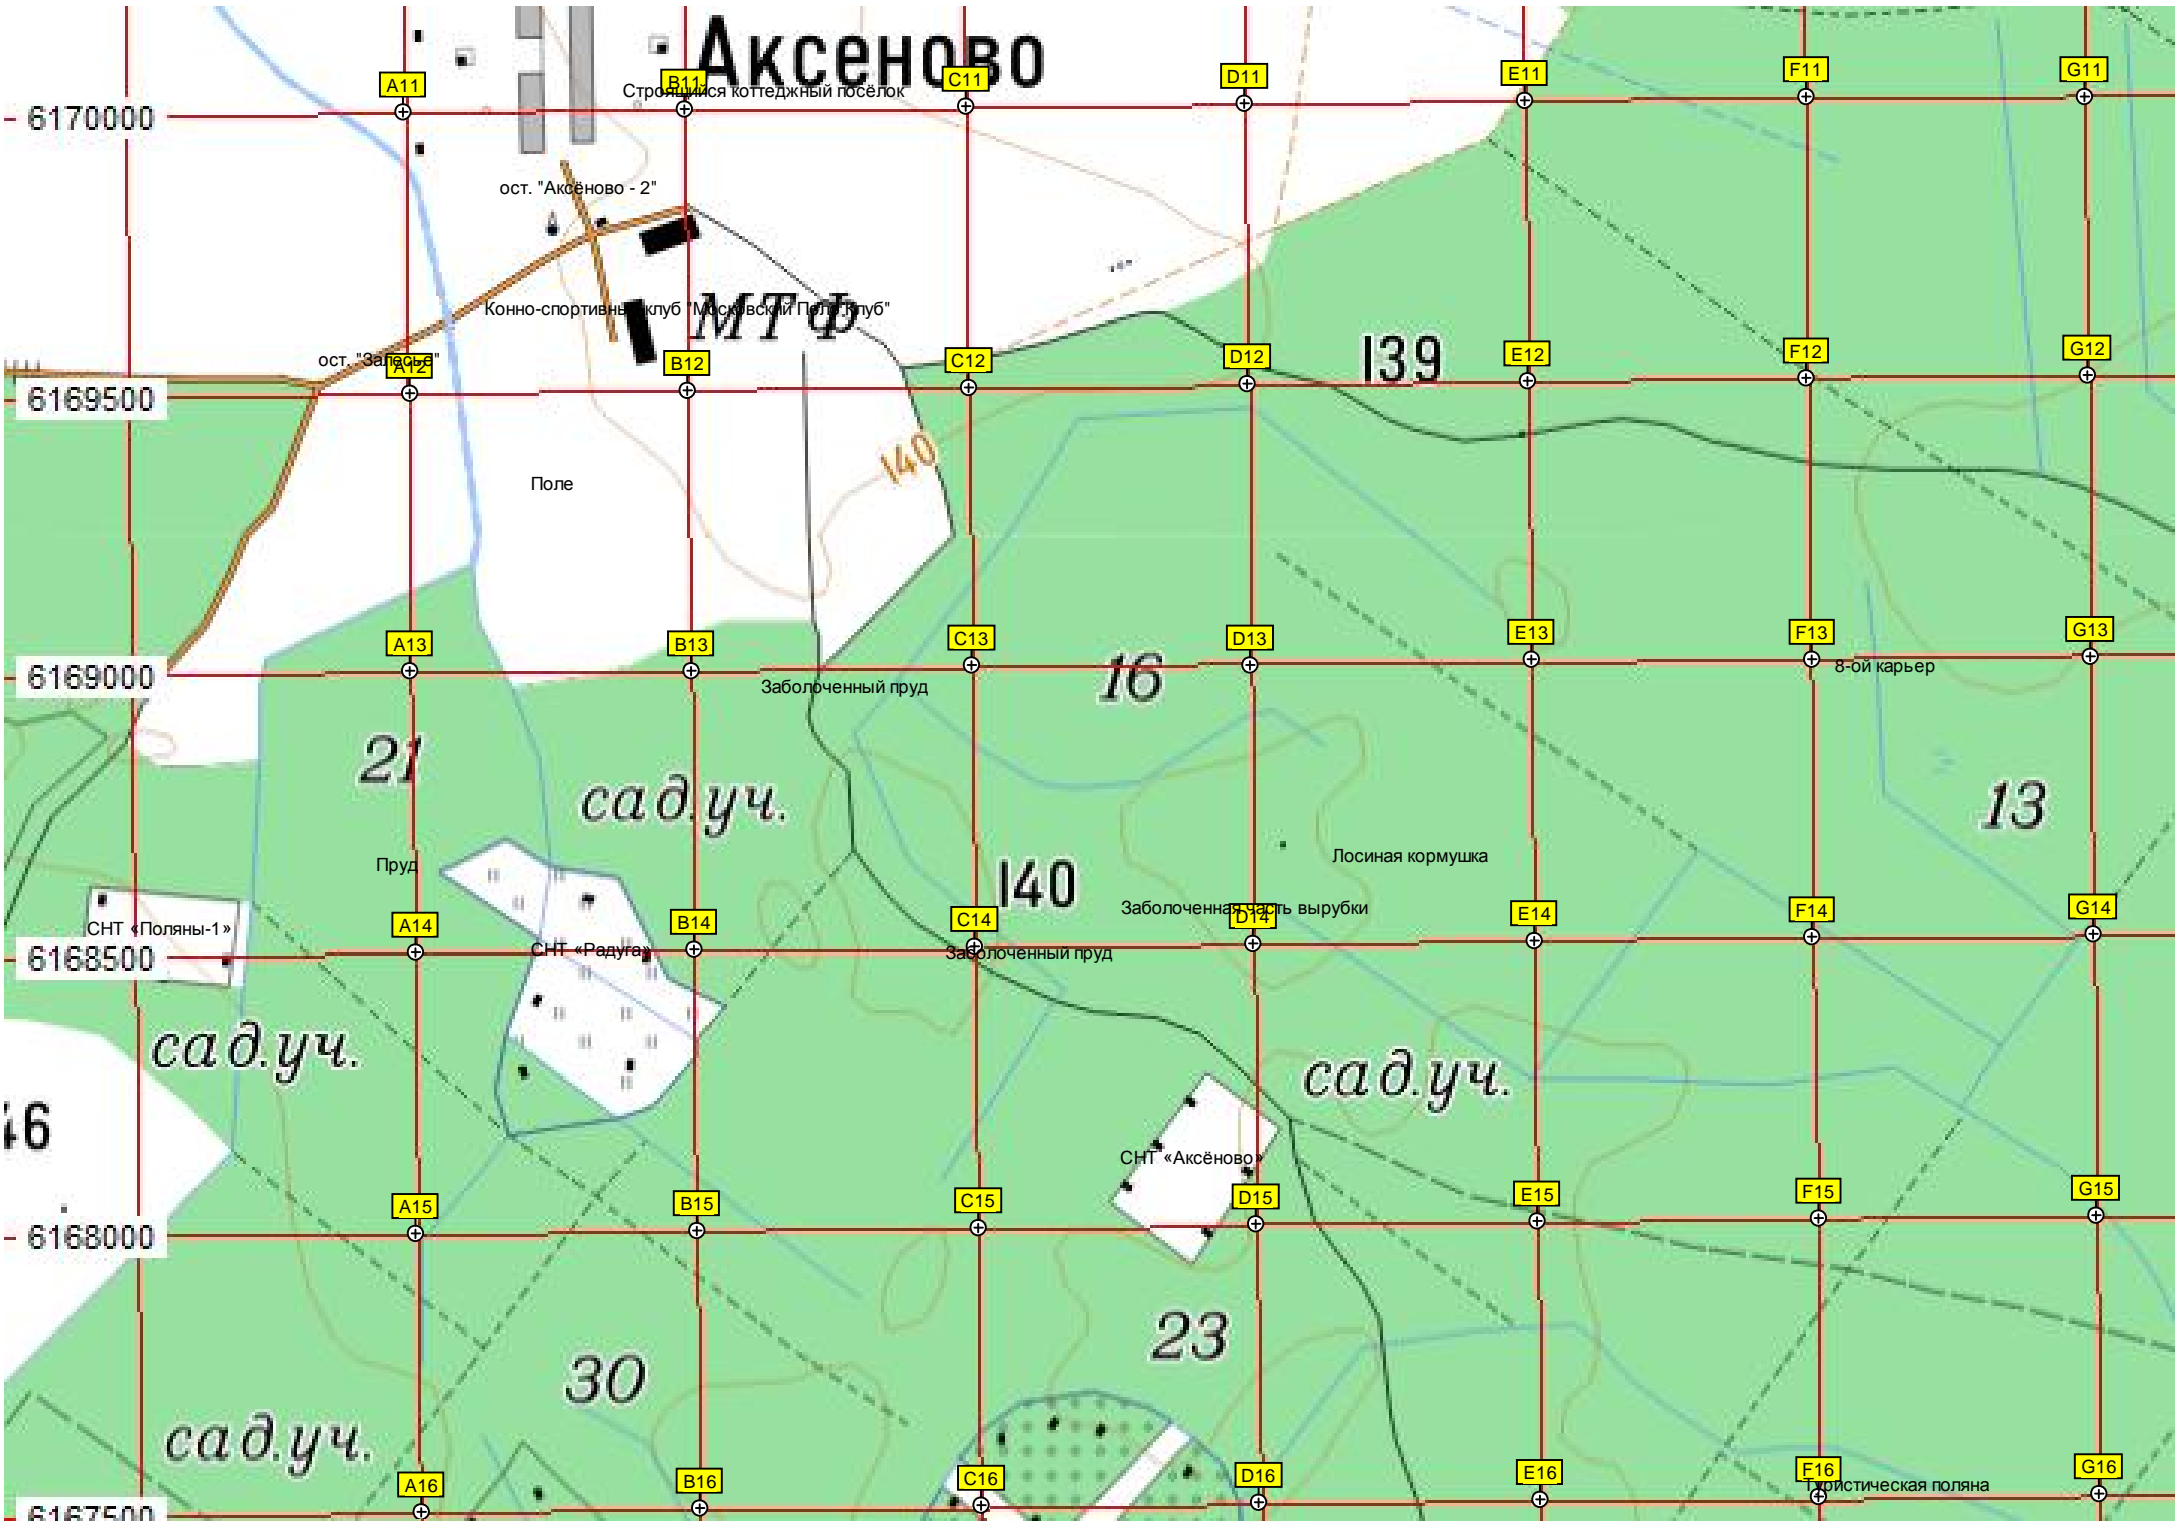 Аксеново
A11 B11 C11 D11 E11 F11 G11
Строящийся коттеджный посёлок
6170000
ост. "Аксёново - 2"
Конно-спортивный клуб "Московский Поло Клуб"
МТФ
ост. "Залесье"
139
A12 B12 C12 D12 E12 F12 G12
6169500
140
Поле
A13 B13 C13 D13 E13 F13 G13
6169000
16
8-ой карьер
Заболоченный пруд
21
сад.уч.
13
Пруд
140
Лосиная кормушка
Заболоченная часть вырубки
A14 B14 C14 D14 E14 F14 G14
СНТ «Поляны-1»
СНТ «Радуга»
Заболоченный пруд
6168500
сад.уч.
сад.уч.
46
СНТ «Аксёново»
A15 B15 C15 D15 E15 F15 G15
6168000
23
30
сад.уч.
A16 B16 C16 D16 E16 F16 G16
Туристическая поляна
6167500